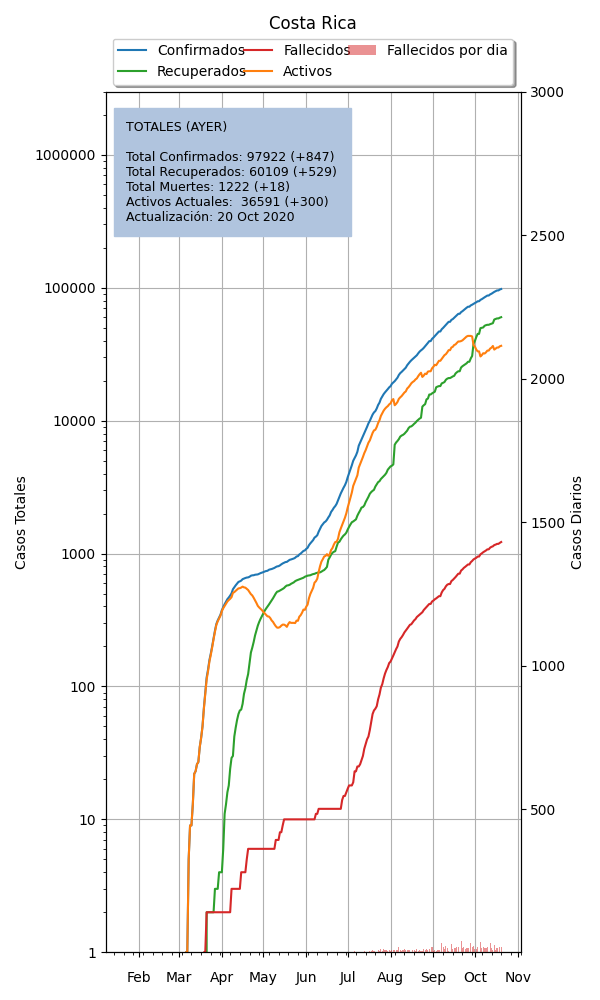 Costa Rica
Confirmados Fallecidos Fallecidos por dia
Recuperados Activos
TOTALES (AYER)
Total Confirmados: 97922 (+847)
Total Recuperados: 60109 (+529)
Total Muertes: 1222 (+18)
Activos Actuales:  36591 (+300)
Actualización: 20 Oct 2020
Casos Totales
1000000
100000
10000
1000
100
10
1
3000
2500
2000
1500
1000
500
Casos Diarios
Feb Mar Apr May Jun Jul Aug Sep Oct Nov